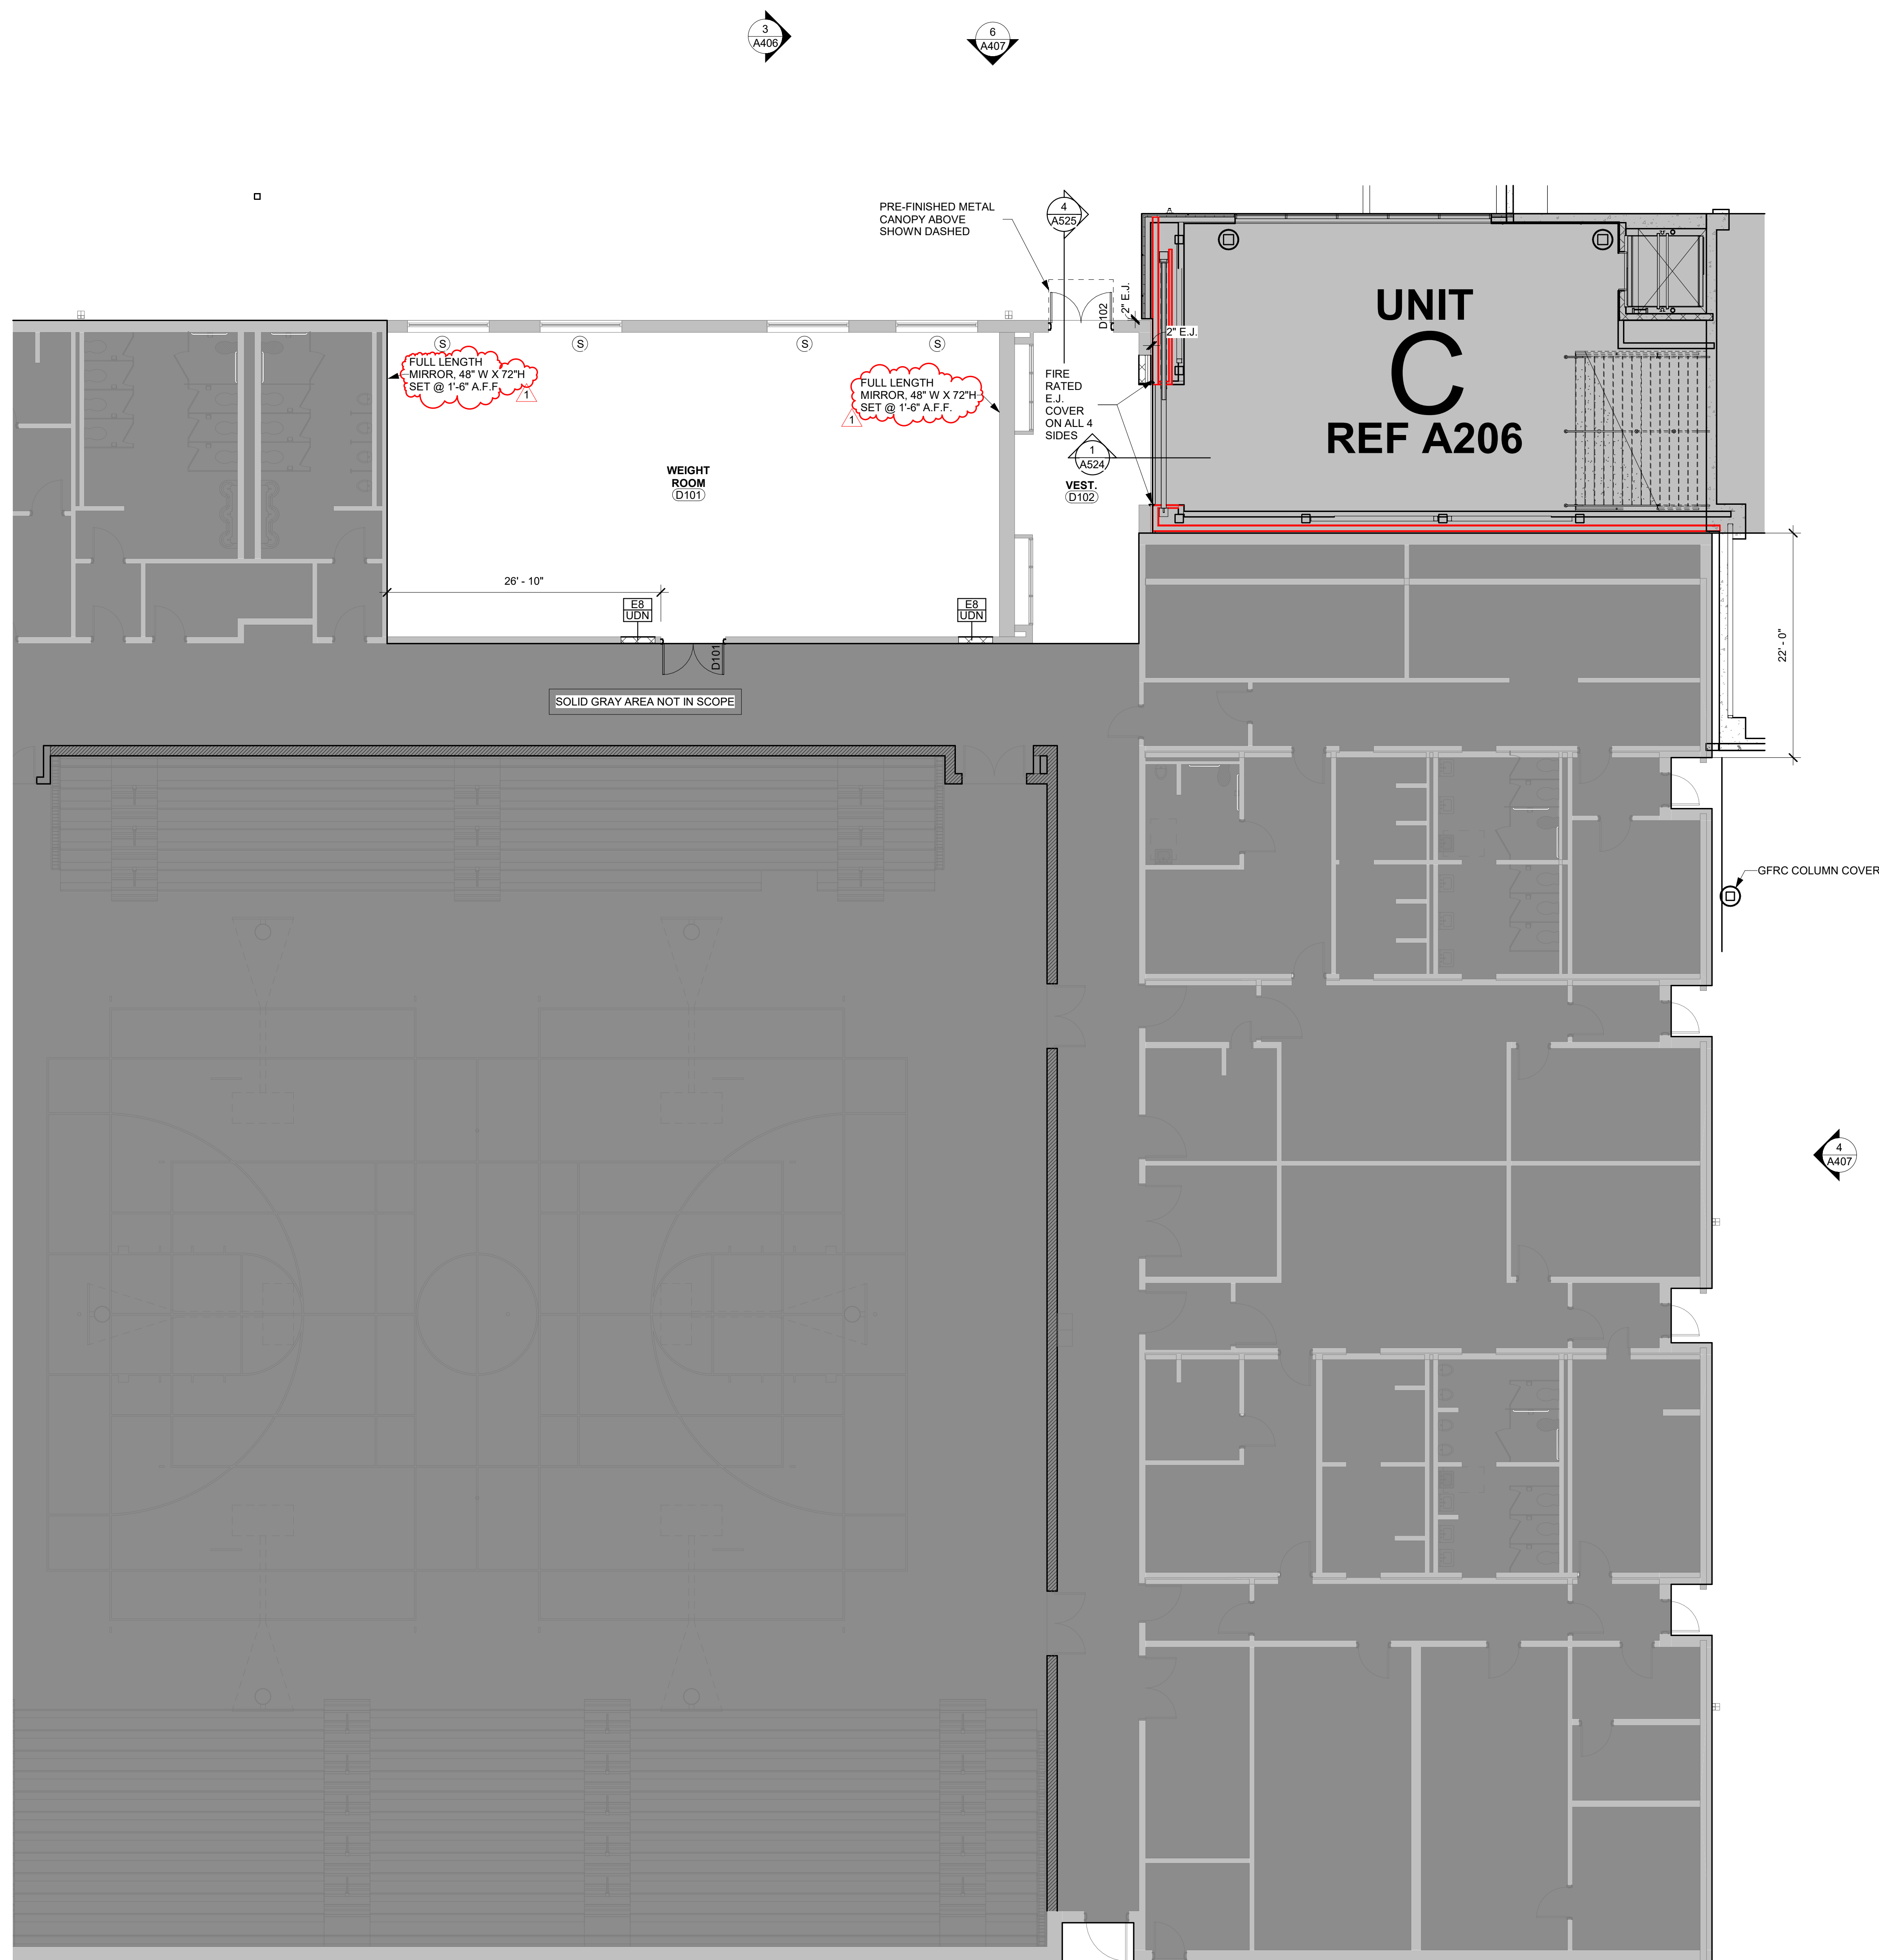 3
A406
6
A407
PRE-FINISHED METAL
CANOPY ABOVE
SHOWN DASHED
4
A525
D102
2" E.J.
2" E.J.
UNIT
C
REF A206
S
S
S
S
FULL LENGTH
MIRROR, 48" W X 72"H
SET @ 1'-6" A.F.F.
1
FULL LENGTH
MIRROR, 48" W X 72"H
SET @ 1'-6" A.F.F.
1
FIRE
RATED
E.J.
COVER
ON ALL 4
SIDES
1
A524
WEIGHT
ROOM
D101
VEST.
D102
26' - 10"
E8
UDN
E8
UDN
D101
22' - 0"
SOLID GRAY AREA NOT IN SCOPE
GFRC COLUMN COVER
4
A407